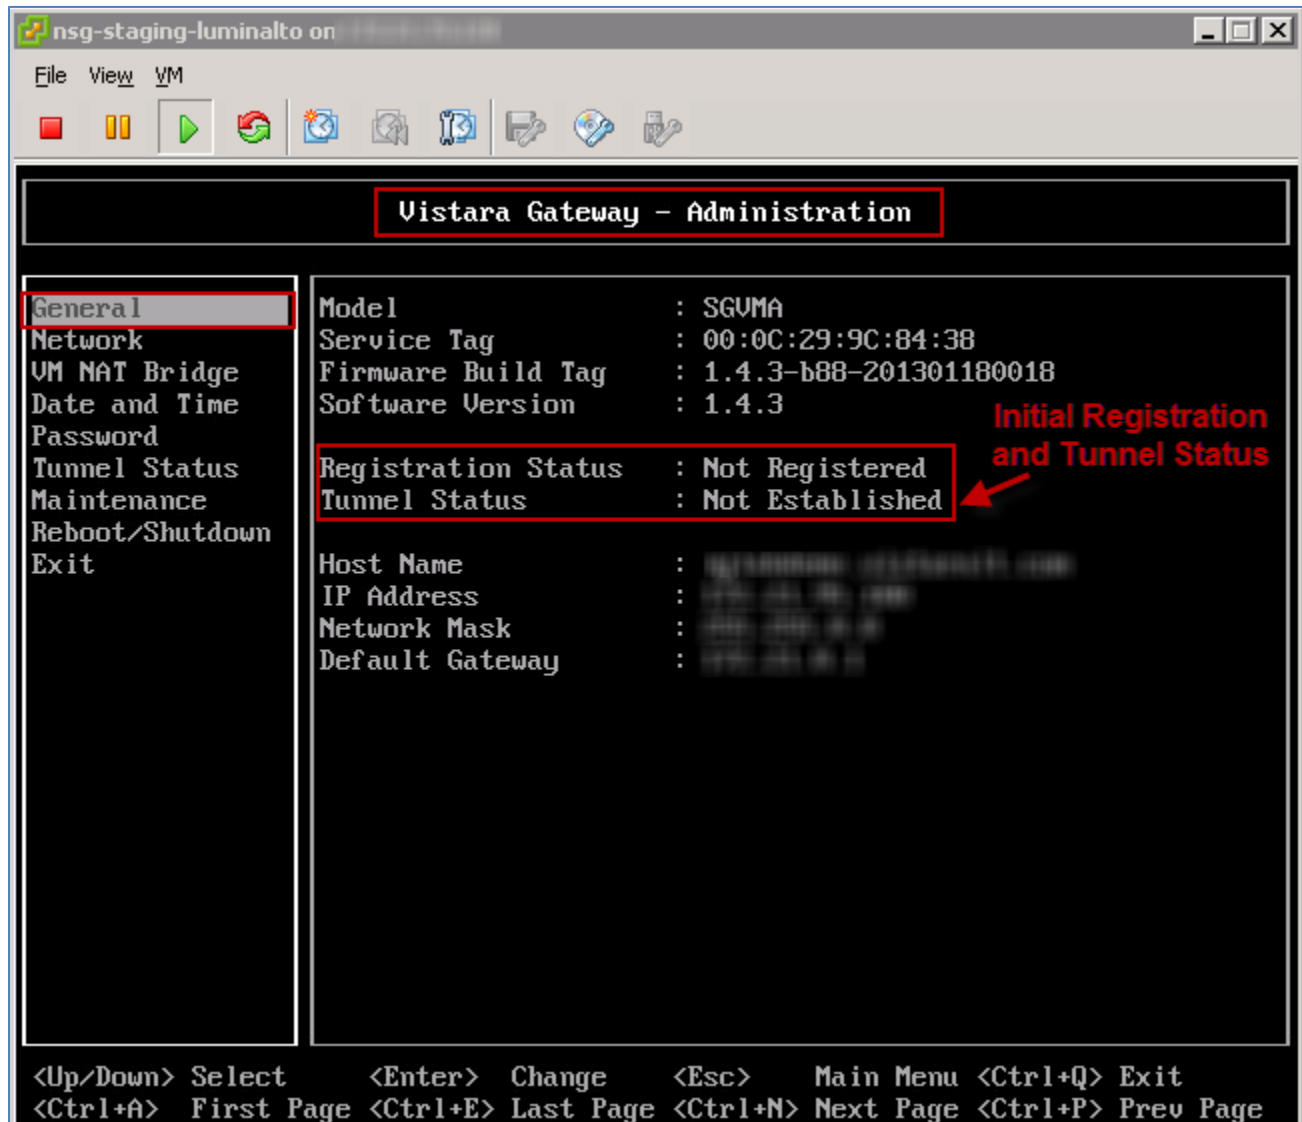 nsg-staging-luminalto on
File View VM
Vistara Gateway - Administration
General
Network
VM NAT Bridge
Date and Time
Password
Tunnel Status
Maintenance
Reboot/Shutdown
Exit
Model : SGVMA
Service Tag : 00:0C:29:9C:84:38
Firmware Build Tag : 1.4.3-b88-201301180018
Software Version : 1.4.3
Initial Registration
and Tunnel Status
Registration Status : Not Registered
Tunnel Status : Not Established
Host Name :
IP Address :
Network Mask :
Default Gateway :
<Up/Down> Select <Enter> Change <Esc> Main Menu <Ctrl+Q> Exit
<Ctrl+A> First Page <Ctrl+E> Last Page <Ctrl+N> Next Page <Ctrl+P> Prev Page